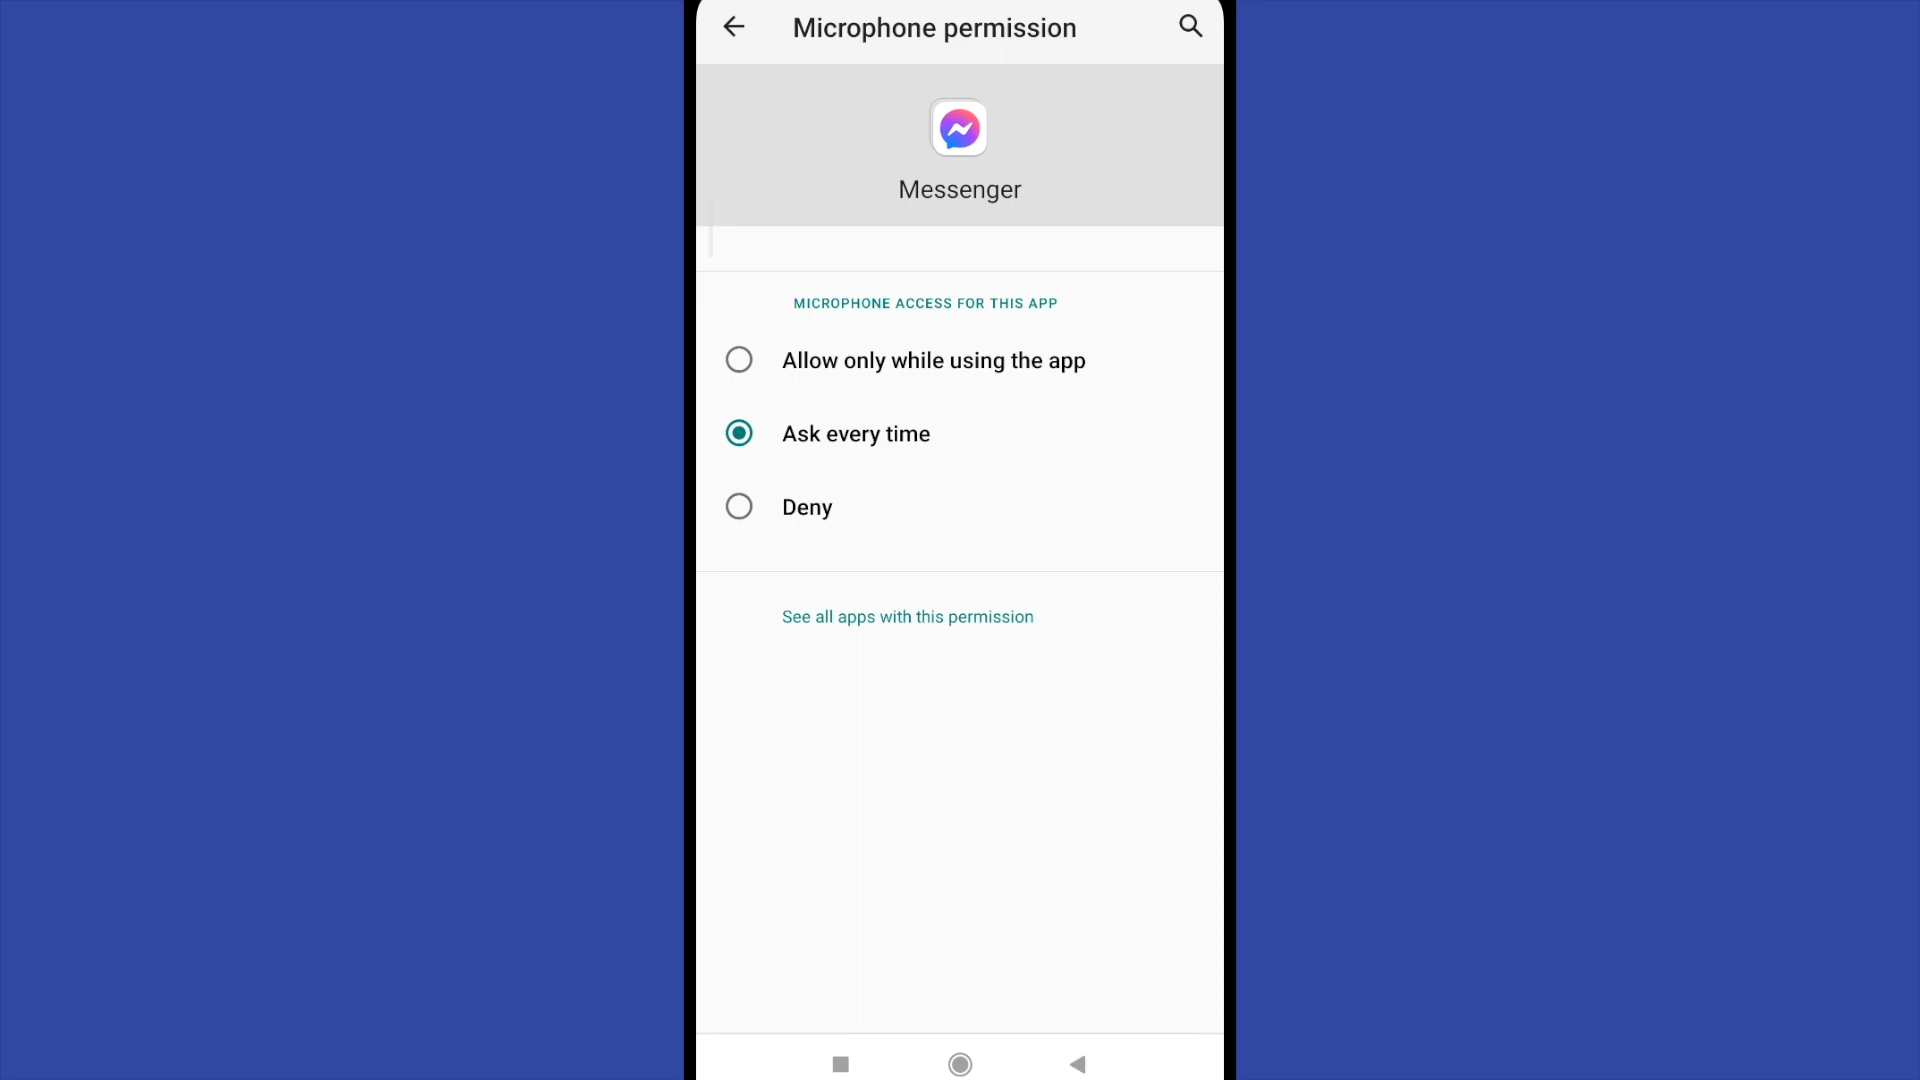 Microphone permission
Messenger
MICROPHONE ACCESS FOR THIS APP
Allow only while using the app
Ask every time
Deny
See all apps with this permission